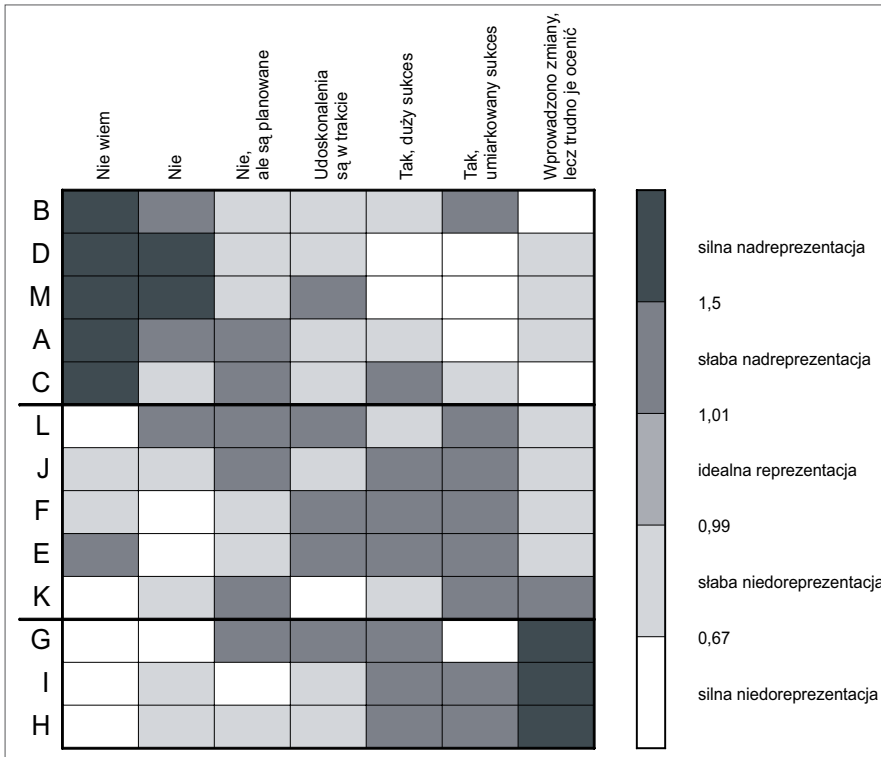 Nie wiem
Nie
Nie,
ale są planowane
Udoskonalenia
są w trakcie
Tak, duży sukces
Tak,
umiarkowany sukces
Wprowadzono zmiany,
lecz trudno je ocenić
B
D
M
A
C
L
J
F
E
K
G
I
H
silna nadreprezentacja
1,5
słaba nadreprezentacja
1,01
idealna reprezentacja
0,99
słaba niedoreprezentacja
0,67
silna niedoreprezentacja